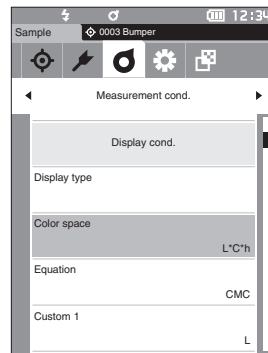 12:34
Sample
0003 Bumper
Measurement cond.
Display cond.
Display type
Color space
L*C*h
Equation
CMC
Custom 1
L